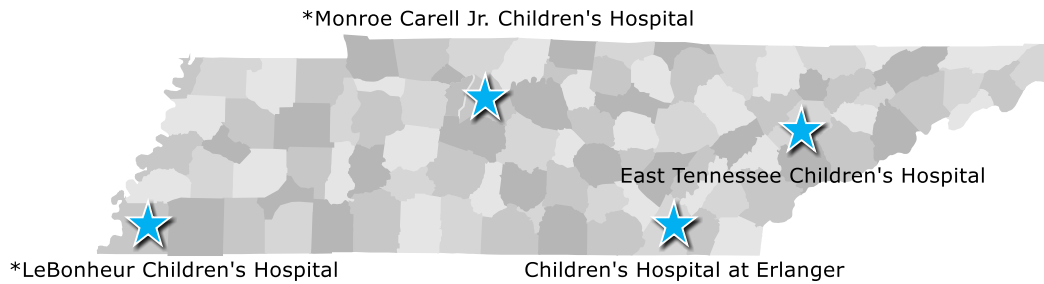 *Monroe Carell Jr. Children's Hospital
East Tennessee Children's Hospital
*LeBonheur Children's Hospital
Children's Hospital at Erlanger